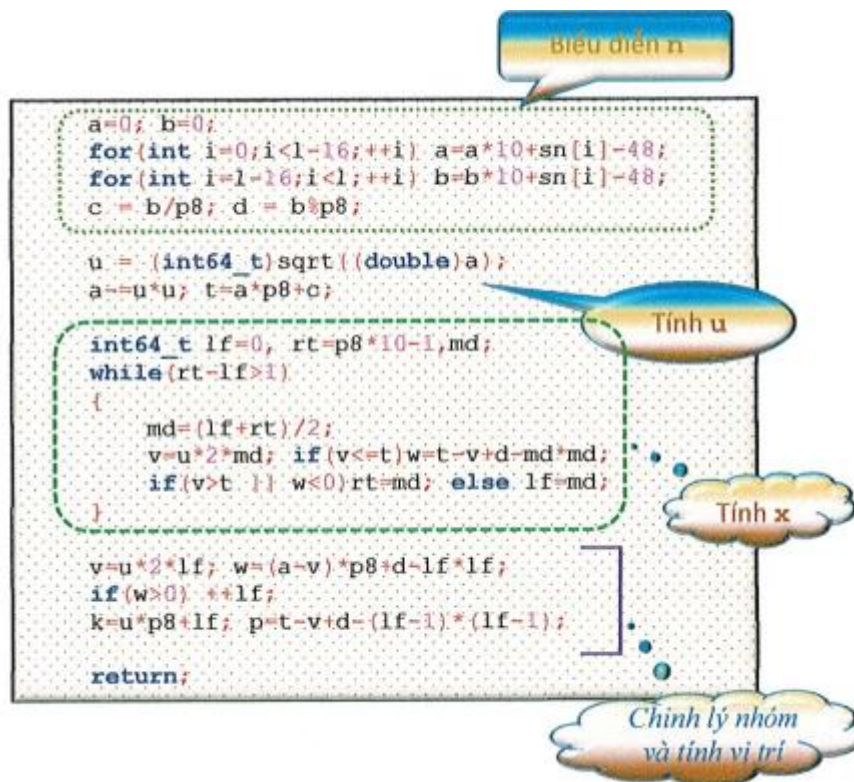 Biểu diễn n
a=0; b=0;
for(int i=0;i<l-16;++i) a=a*10+sn[i]-48;
for(int i=l-16;i<l;++i) b=b*10+sn[i]-48;
c = b/p8; d = b%p8;
u = (int64_t)sqrt((double)a);
a-=u*u; t=a*p8+c;
Tính u
int64_t lf=0, rt=p8*10-1,md;
while(rt-lf>1)
{
md=(lf+rt)/2;
v=u*2*md; if(v<=t)w=t-v+d-md*md;
if(v>t || w<0)rt=md; else lf=md;
}
Tính x
v=u*2*lf; w=(a-v)*p8+d-lf*lf;
if(w>0) ++lf;
k=u*p8+lf; p=t-v+d-(lf-1)*(lf-1);
return;
Chỉnh lý nhóm
và tính vị trí